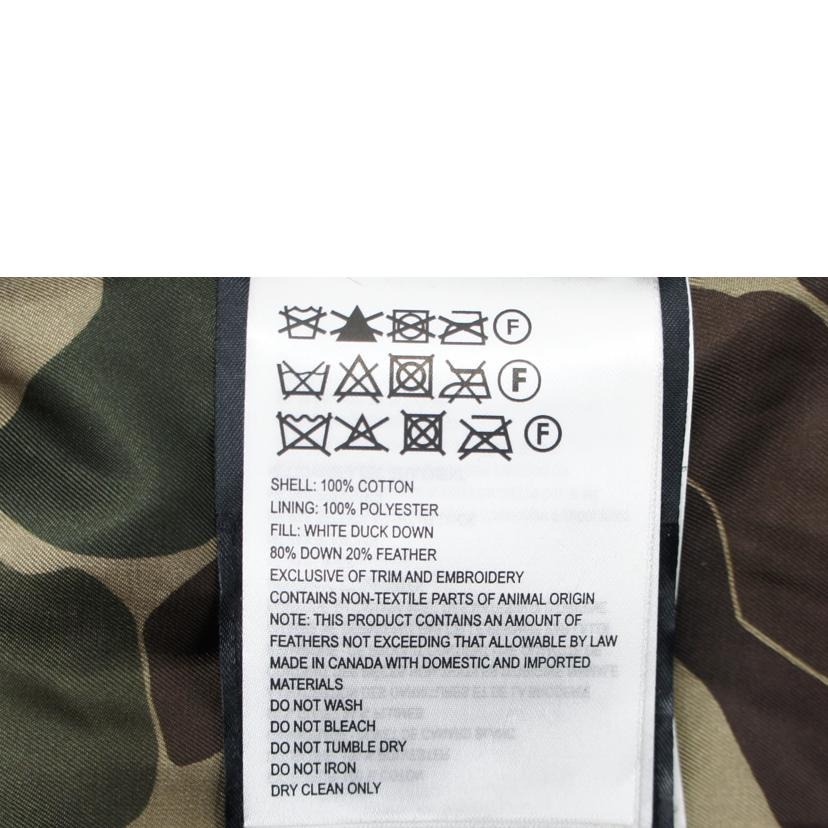 F
F
F
SHELL: 100% COTTON
LINING: 100% POLYESTER
FILL: WHITE DUCK DOWN
80% DOWN 20% FEATHER
EXCLUSIVE OF TRIM AND EMBROIDERY
CONTAINS NON-TEXTILE PARTS OF ANIMAL ORIGIN
NOTE: THIS PRODUCT CONTAINS AN AMOUNT OF
FEATHERS NOT EXCEEDING THAT ALLOWABLE BY LAW
MADE IN CANADA WITH DOMESTIC AND IMPORTED
MATERIALS
DO NOT WASH
DO NOT BLEACH
DO NOT TUMBLE DRY
DO NOT IRON
DRY CLEAN ONLY